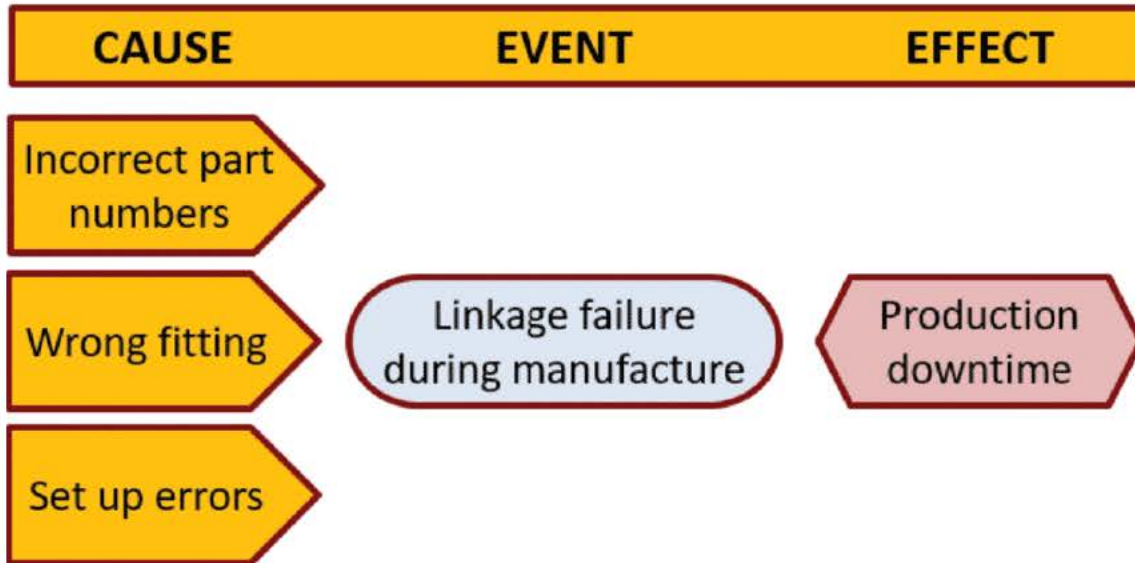 CAUSE EVENT EFFECT
Incorrect part
numbers
Wrong fitting
Linkage failure
during manufacture
Production
downtime
Set up errors